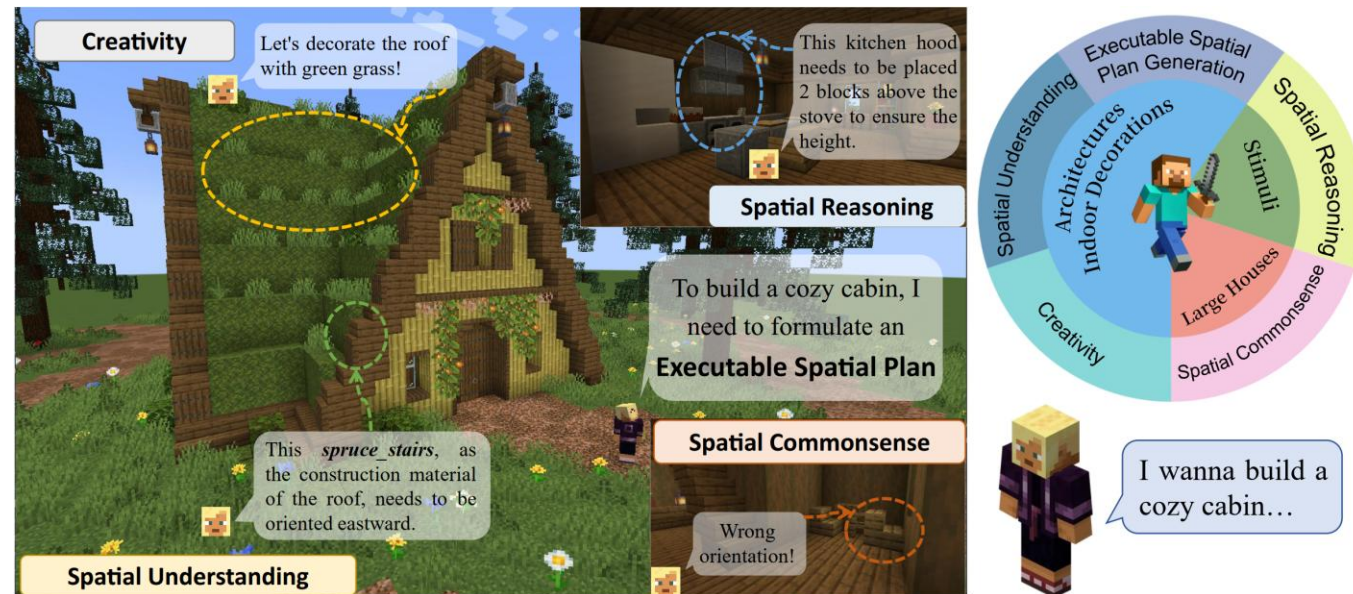 Creativity
Let's decorate the roof
with green grass!
This kitchen hood
needs to be placed
2 blocks above the
stove to ensure the
height.
Spatial Reasoning
To build a cozy cabin, I
need to formulate an
Executable Spatial Plan
This spruce_stairs, as
the construction material
of the roof, needs to be
oriented eastward.
Spatial Understanding
Spatial Commonsense
Wrong
orientation!
Executable Spatial
Plan Generation
Spatial Understanding
Spatial Reasoning
Architectures,
Indoor Decorations
Stimuli
Large Houses
Creativity
Spatial Commonsense
I wanna build a
cozy cabin…